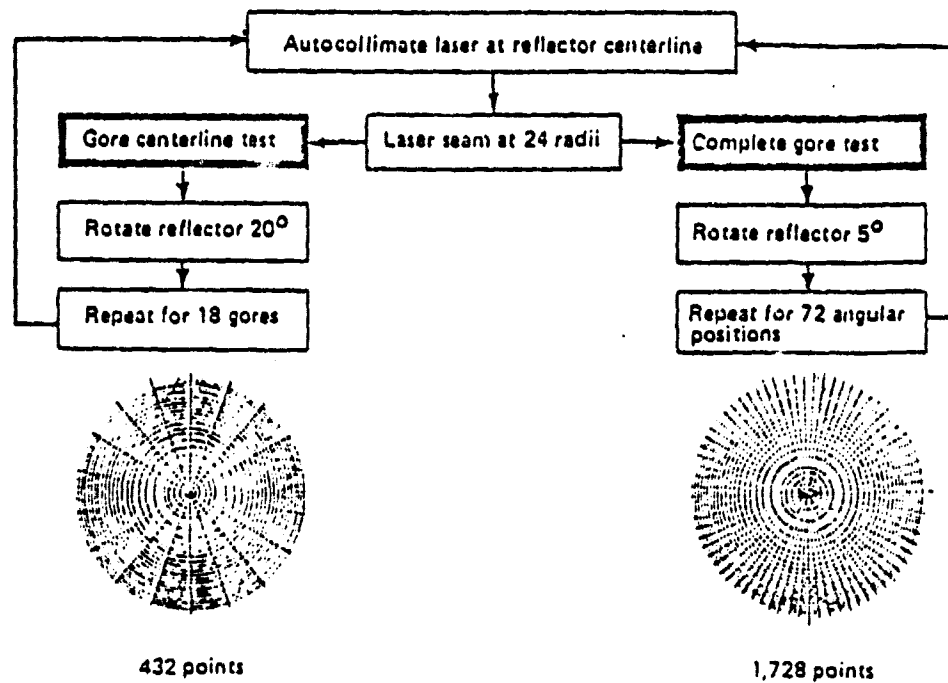 Autocollimate laser at reflector centerline
Gore centerline test
Laser seam at 24 radii
Complete gore test
Rotate reflector 20°
Rotate reflector 5°
Repeat for 18 gores
Repeat for 72 angular
positions
432 points
1,728 points